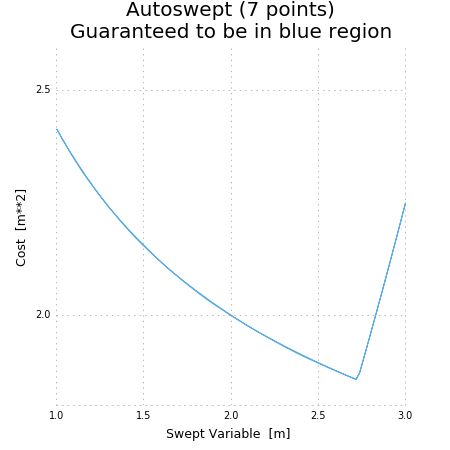 Autoswept (7 points)
Guaranteed to be in blue region
2.5
2.0
Cost [m**2]
1.0 1.5 2.0 2.5 3.0
Swept Variable [m]